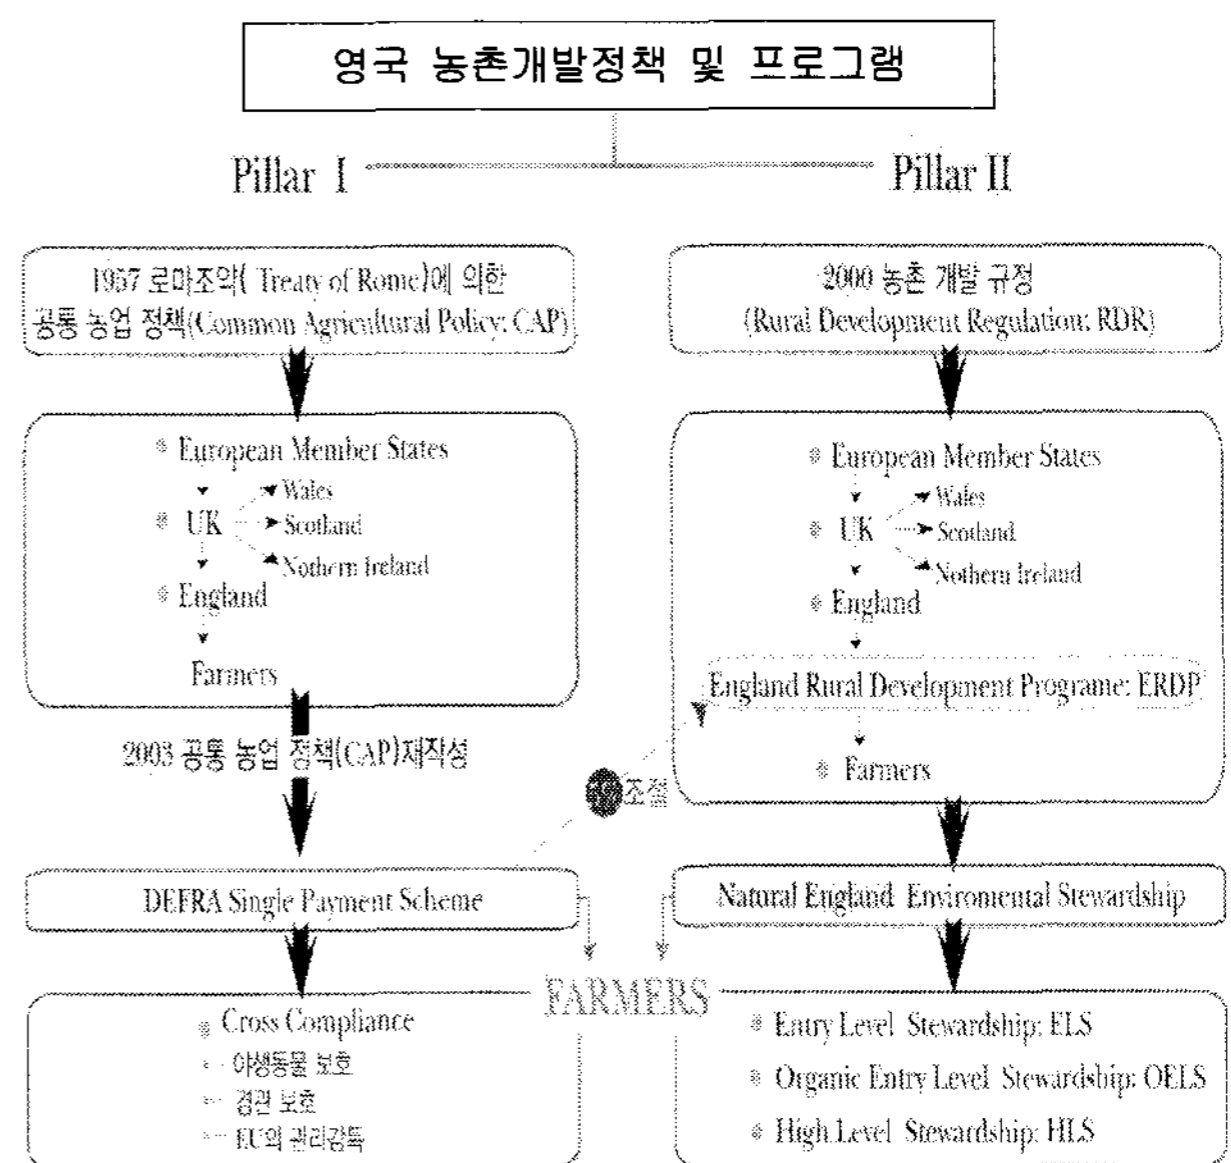 영국 농촌개발정책 및 프로그램
Pillar I
Pillar II
1957 로마조약( Treaty of Rome)에 의한
공통 농업 정책(Common Agricultural Policy: CAP)
European Member States
UK
Wales
Scotland
Nothern Ireland
England
Farmers
2003 공통 농업 정책(CAP)재작성
DEFRA Single Payment Scheme
Cross Compliance
야생동물 보호
경관 보호
EU의 관리감독
2000 농촌 개발 규정
(Rural Development Regulation: RDR)
European Member States
UK
Wales
Scotland
Nothern Ireland
England
England Rural Development Programe: ERDP
Farmers
조절
Natural England Enviromental Stewardship
FARMERS
Entry Level Stewardship: ELS
Organic Entry Level Stewardship: OELS
High Level Stewardship: HLS